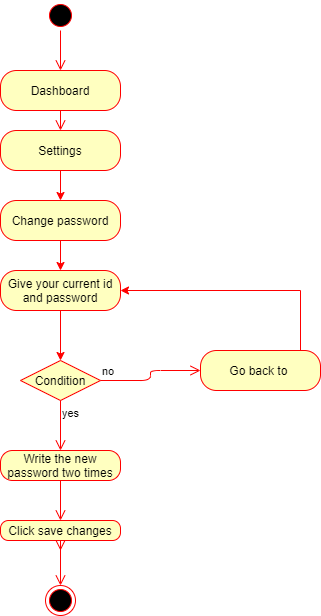 Dashboard
Settings
Change password
Give your current id
and password
Condition
no
Go back to
yes
Write the new
password two times
Click save changes